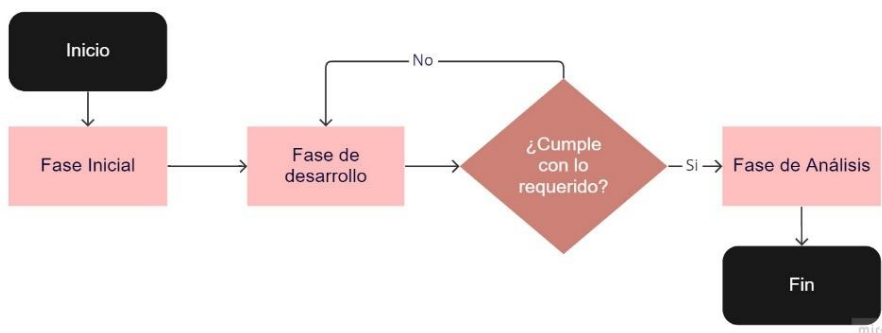 Inicio
No
Fase Inicial
Fase de
desarrollo
¿Cumple
con lo
requerido?
Si
Fase de Análisis
Fin